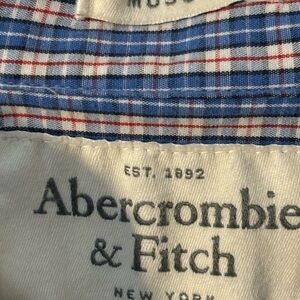 EST. 1892
Abercrombie
& Fitch
NEW YORK